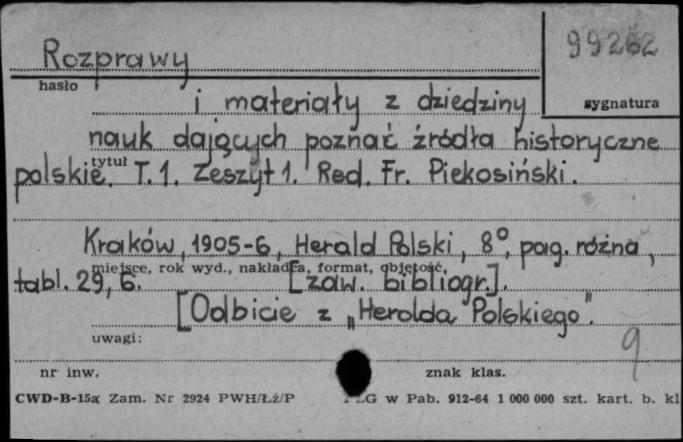 Rozprawy
99262
hasło
sygnatura
i materiały z dziedziny
nauk dających poznać źródła historyczne
tytuł
polskie. T.1. Zeszyt 1. Red. Fr. Piekosiński.
Kraków, 1905-6, Herold Polski, 8°, pag. różna,
miejsce, rok wyd., nakładca, format, objętość,
tabl. 29, 6. [zaw. bibliogr.].
[Odbicie z „Herolda Polskiego".
uwagi:
9
nr inw.
znak klas.
CWD-B-15a Zam. Nr 2924 PWH/Łź/P
LG w Pab. 912-64 1 000 000 szt. kart. b. kl